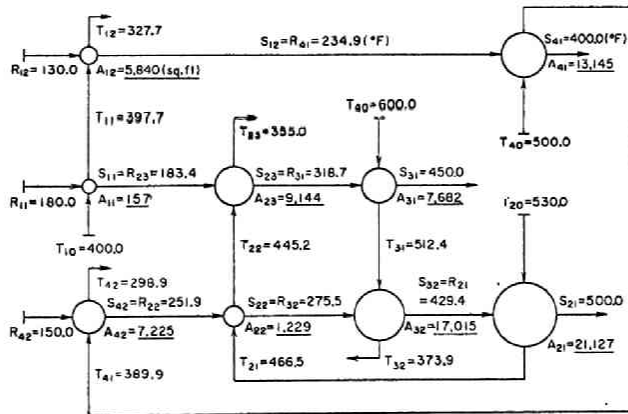 T12 = 327.7
S12=R41=234.9(°F)
S41=400.0(°F)
R12=130.0
A12=5,840(sq.ft)
A41=13,145
T11=397.7
T83=355.0
T90=600.0
T40=500.0
S11=R23=183.4
S23=R31=318.7
S31=450.0
R11=180.0
A11=157
A23=9,144
A31=7,682
T20=530.0
T10=400.0
T22=445.2
T31=512.4
T42=298.9
S42=R22=251.9
S22=R32=275.5
S32=R21
=429.4
S21=500.0
R42=150.0
A42=7,225
A22=1,229
A32=17,015
A21=21,127
T41=389.9
T21=466.5
T32=373.9